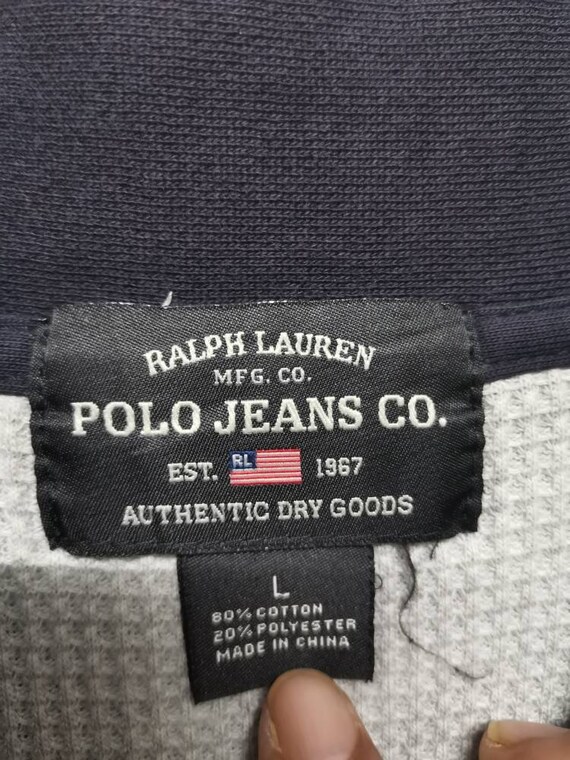 RALPH LAUREN
MFG. CO.
POLO JEANS CO.
EST. RL 1967
AUTHENTIC DRY GOODS
L
80% COTTON
20% POLYESTER
MADE IN CHINA